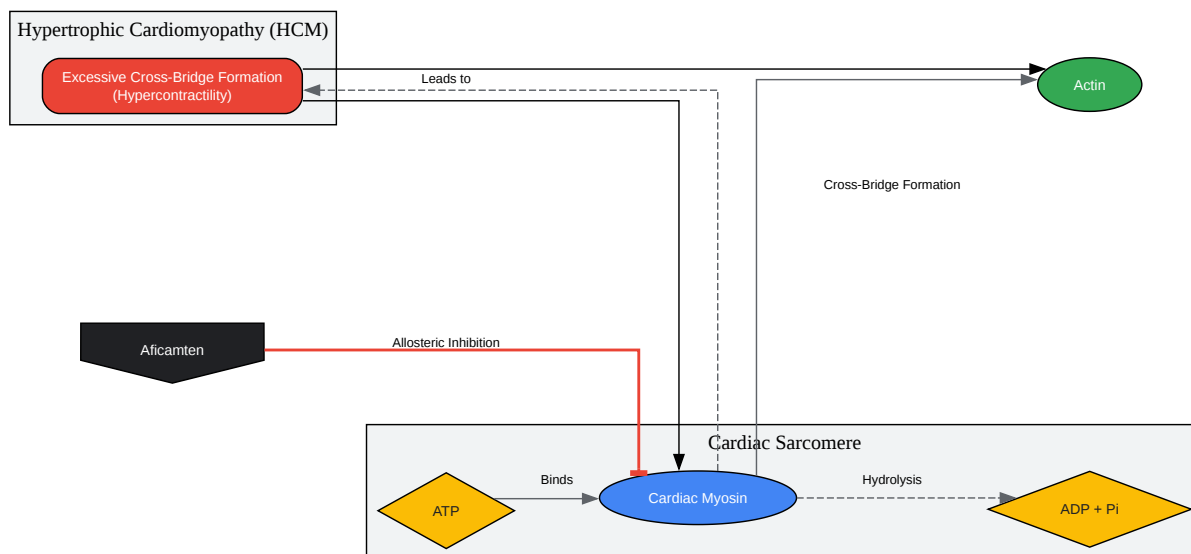 Hypertrophic Cardiomyopathy (HCM)
Excessive Cross-Bridge Formation
(Hypercontractility)
Leads to
Actin
Cross-Bridge Formation
Aficamten
Allosteric Inhibition
Cardiac Sarcomere
ATP
Binds
Cardiac Myosin
Hydrolysis
ADP + Pi